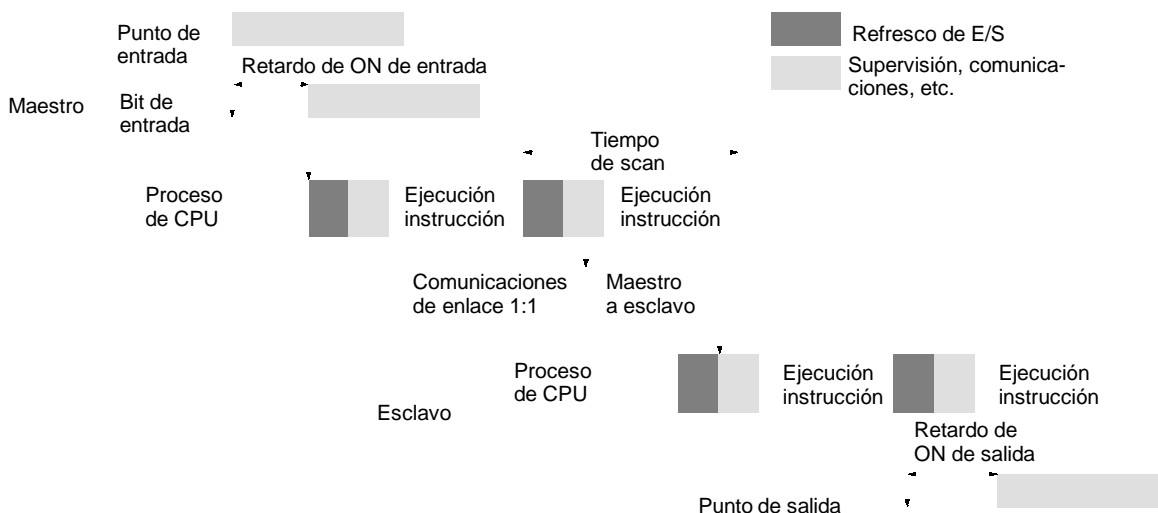 Punto de
entrada
Refresco de E/S
Retardo de ON de entrada
Supervisión, comunica-
ciones, etc.
Maestro
Bit de
entrada
Tiempo
de scan
Proceso
de CPU
Ejecución
instrucción
Ejecución
instrucción
Comunicaciones
de enlace 1:1
Maestro
a esclavo
Proceso
de CPU
Ejecución
instrucción
Ejecución
instrucción
Esclavo
Retardo de
ON de salida
Punto de salida